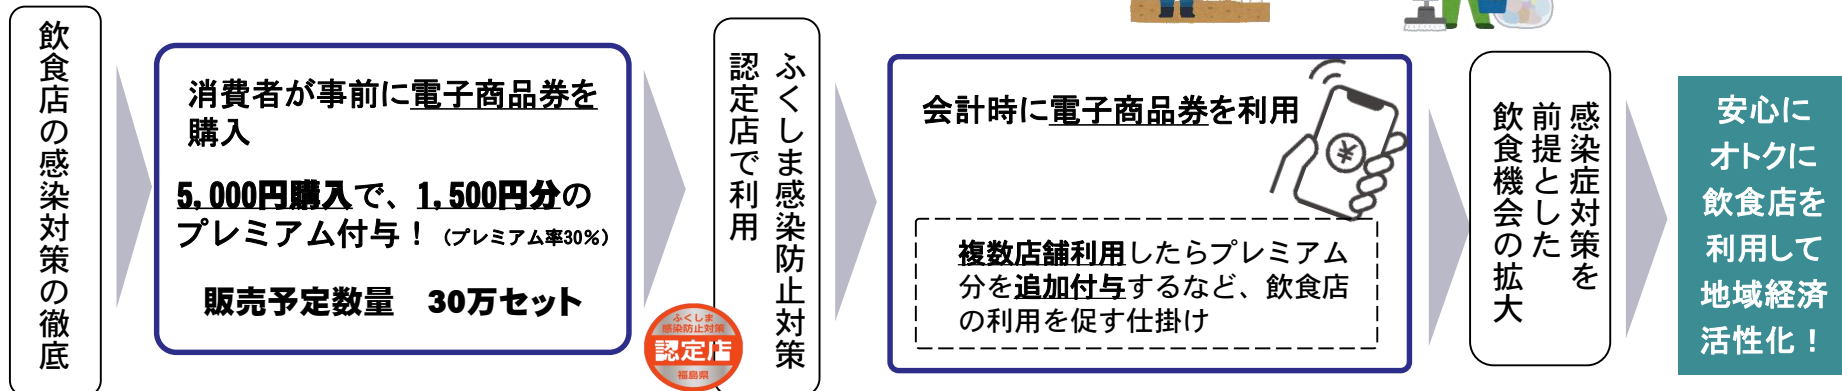 飲食店の感染対策の徹底
消費者が事前に電子商品券を
購入
5,000円購入で、1,500円分の
プレミアム付与！（プレミアム率30%）
販売予定数量　30万セット
ふくしま感染防止対策
認定店で利用
ふくしま
感染防止対策
認定店
福島県
会計時に電子商品券を利用
¥
複数店舗利用したらプレミアム
分を追加付与するなど、飲食店
の利用を促す仕掛け
感染症対策を
前提とした
飲食機会の拡大
安心に
オトクに
飲食店を
利用して
地域経済
活性化！